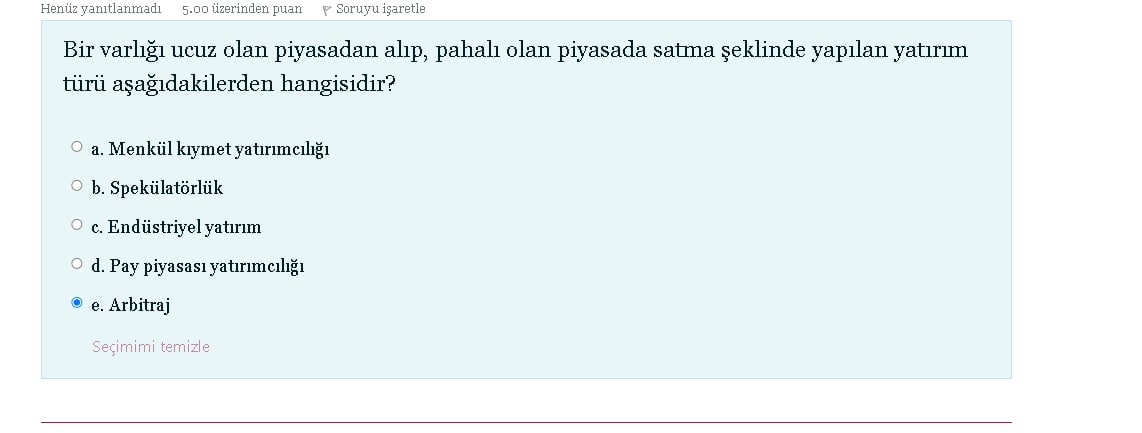 Henüz yanıtlanmadı 5.00 üzerinden puan Soruyu işaretle
Bir varlığı ucuz olan piyasadan alıp, pahalı olan piyasada satma şeklinde yapılan yatırım
türü aşağıdakilerden hangisidir?
a. Menkül kıymet yatırımcılığı
b. Spekülatörlük
c. Endüstriyel yatırım
d. Pay piyasası yatırımcılığı
e. Arbitraj
Seçimimi temizle